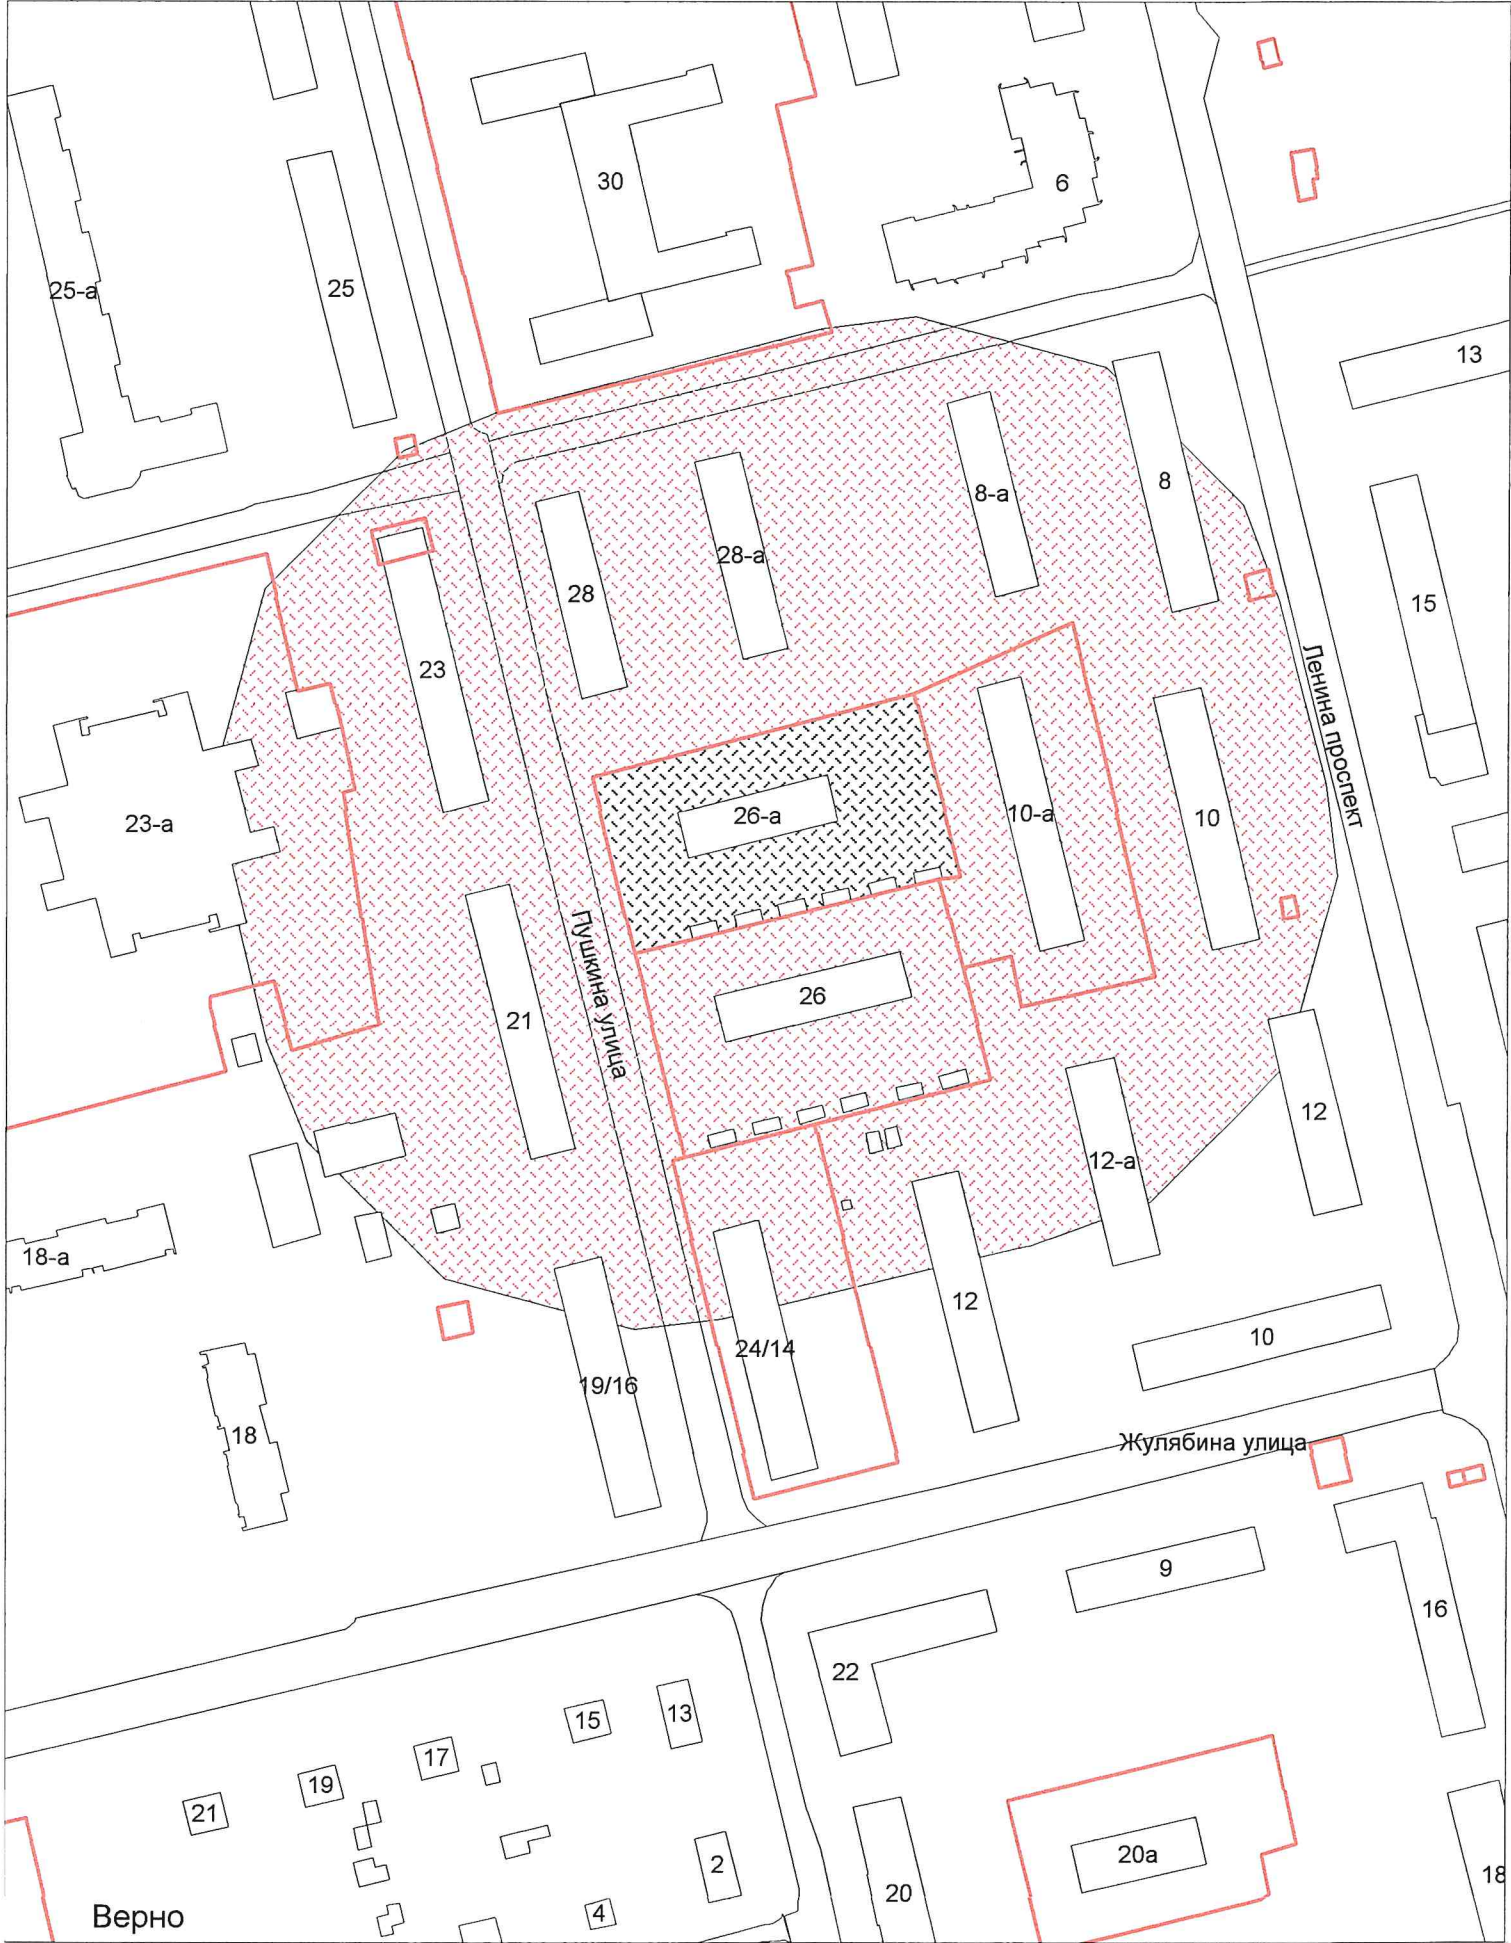 30
6
25-а
25
13
8
8-а
28-а
28
15
23
Ленина проспект
26-а
10-а
10
23-а
26
Пушкина улица
21
12
12-а
18-а
12
10
24/14
19/16
18
Жулябина улица
9
16
22
13
15
17
19
21
20а
2
20
18
4
Верно